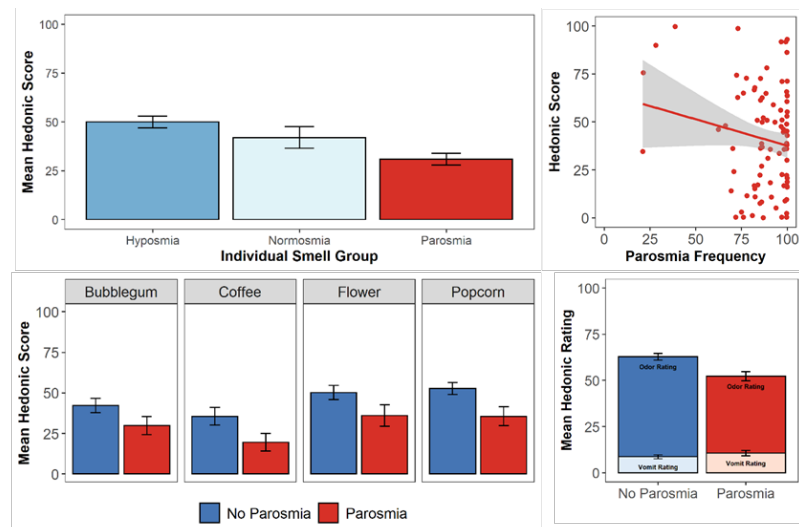 Mean Hedonic Score
100
75
50
25
0
Hyposmia Normosmia Parosmia
Individual Smell Group
Hedonic Score
100
75
50
25
0
0 25 50 75 100
Parosmia Frequency
Mean Hedonic Score
Bubblegum Coffee Flower Popcorn
100
75
50
25
0
No Parosmia Parosmia
Mean Hedonic Rating
100
75
50
25
0
Odor Rating Odor Rating
Vomit Rating Vomit Rating
No Parosmia Parosmia